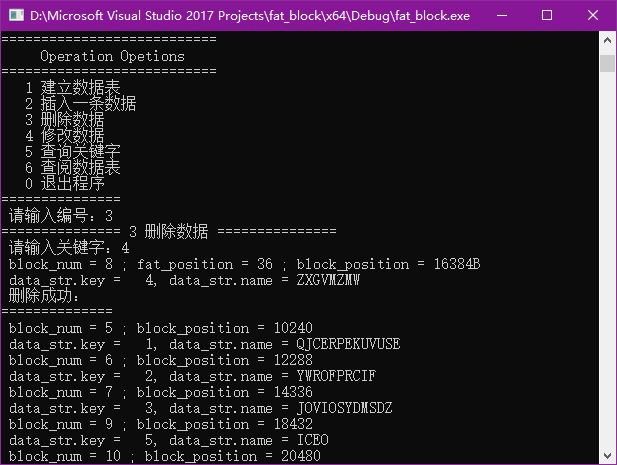 D:\Microsoft Visual Studio 2017 Projects\fat_block\x64\Debug\fat_block.exe
===========================
Operation Opetions
===========================
1 建立数据表
2 插入一条数据
3 删除数据
4 修改数据
5 查询关键字
6 查阅数据表
0 退出程序
===============
请输入编号：3
=============== 3 删除数据 ===============
请输入关键字：4
block_num = 8 ; fat_position = 36 ; block_position = 16384B
data_str.key =   4, data_str.name = ZXGVMZMW
删除成功：
==============
block_num = 5 ; block_position = 10240
data_str.key =   1, data_str.name = QJCERPEKUVUSE
block_num = 6 ; block_position = 12288
data_str.key =   2, data_str.name = YWROFPRCIF
block_num = 7 ; block_position = 14336
data_str.key =   3, data_str.name = JOVIOSYDMSDZ
block_num = 9 ; block_position = 18432
data_str.key =   5, data_str.name = ICEO
block_num = 10 ; block_position = 20480